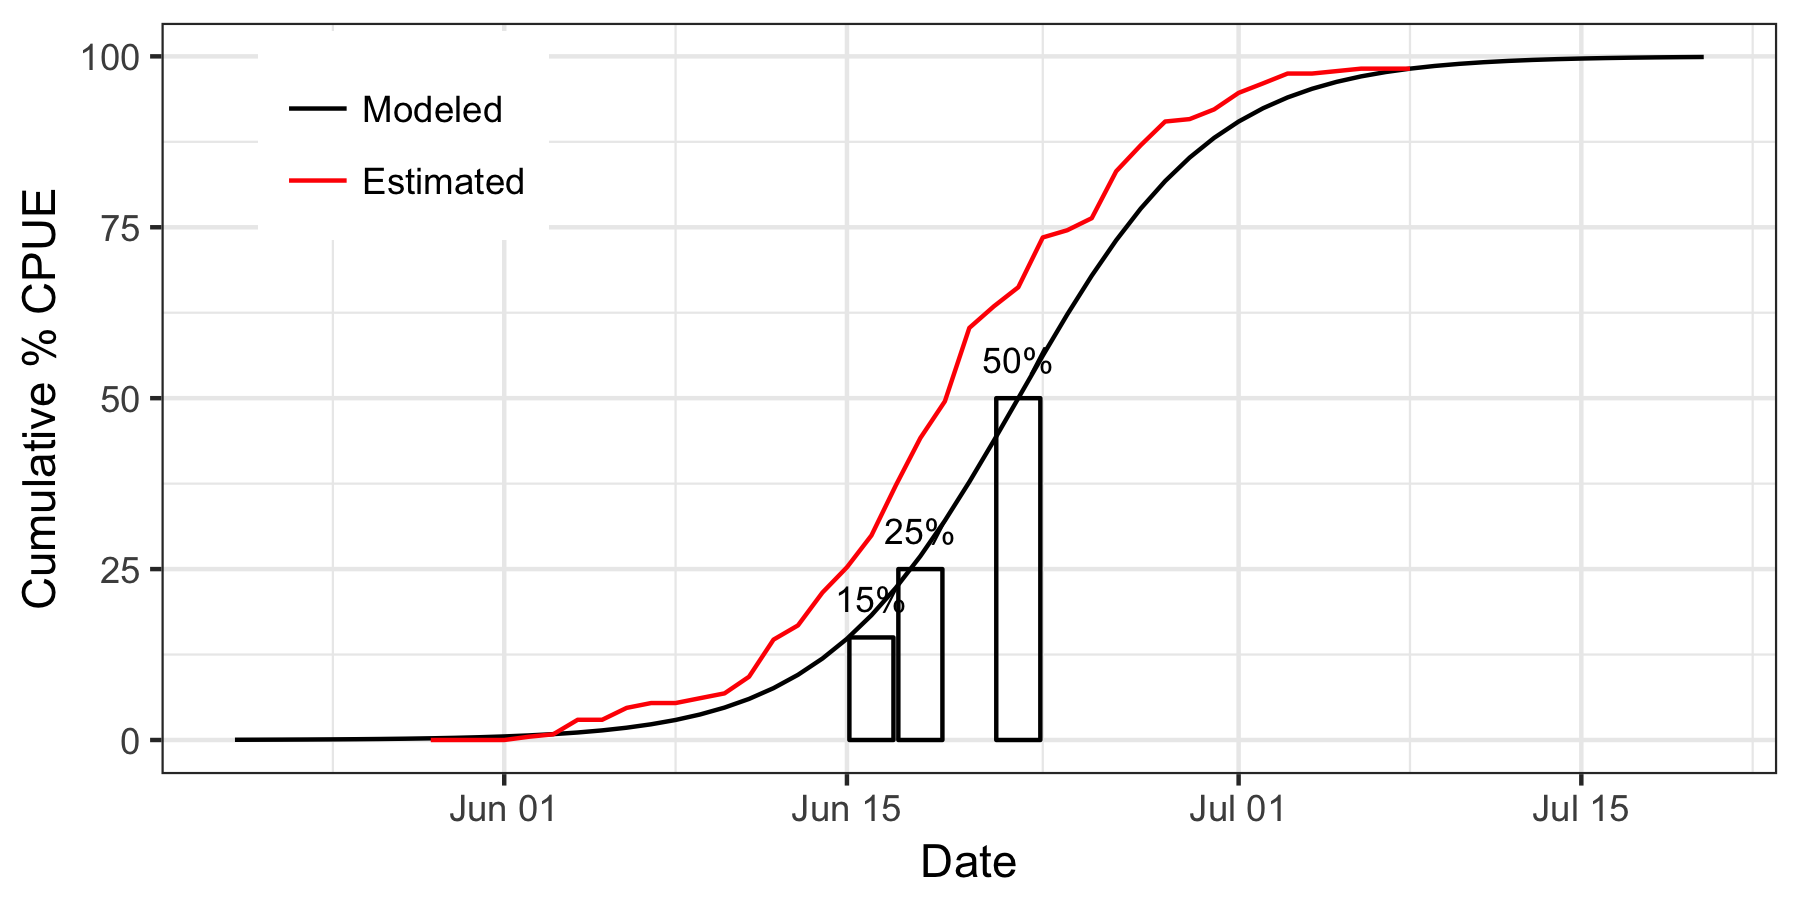 Cumulative % CPUE
100
75
50
25
0
Modeled
Estimated
50%
25%
15%
Jun 01
Jun 15
Jul 01
Jul 15
Date